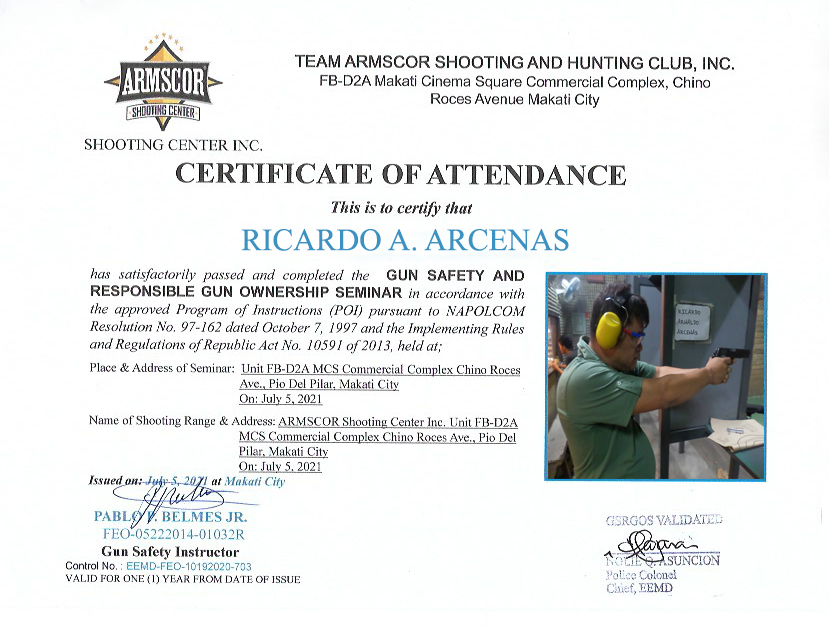 ARMSCOR
SHOOTING CENTER
SHOOTING CENTER INC.
TEAM ARMSCOR SHOOTING AND HUNTING CLUB, INC.
FB-D2A Makati Cinema Square Commercial Complex, Chino
Roces Avenue Makati City
CERTIFICATE OF ATTENDANCE
This is to certify that
RICARDO A. ARCENAS
has satisfactorily passed and completed the GUN SAFETY AND
RESPONSIBLE GUN OWNERSHIP SEMINAR in accordance with
the approved Program of Instructions (POI) pursuant to NAPOLCOM
Resolution No. 97-162 dated October 7, 1997 and the Implementing Rules
and Regulations of Republic Act No. 10591 of 2013, held at;
Place & Address of Seminar: Unit FB-D2A MCS Commercial Complex Chino Roces
Ave., Pio Del Pilar, Makati City
On: July 5, 2021
Name of Shooting Range & Address: ARMSCOR Shooting Center Inc. Unit FB-D2A
MCS Commercial Complex Chino Roces Ave., Pio Del
Pilar, Makati City
On: July 5, 2021
Issued on: July 5, 2021 at Makati City
PABLO P. BELMES JR.
FEO-05222014-01032R
Gun Safety Instructor
Control No. : EEMD-FEO-10192020-703
VALID FOR ONE (1) YEAR FROM DATE OF ISSUE
RICARDO
ARNALDO
ARCENAS
GSRGOS VALIDATED
NOLIE Q. ASUNCION
Police Colonel
Chief, EEMD